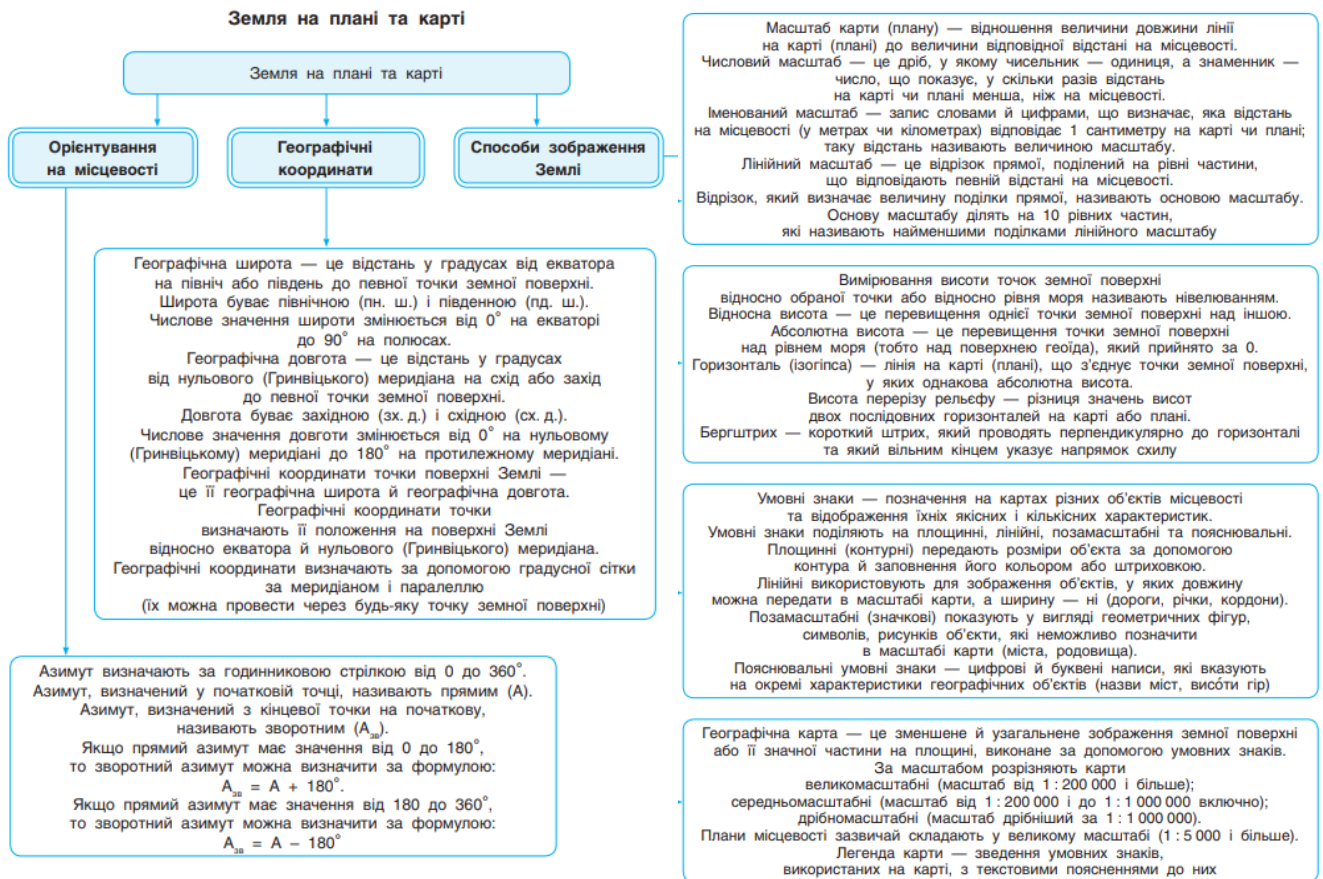 Земля на плані та карті
Земля на плані та карті
Орієнтування
на місцевості
Географічні
координати
Способи зображення
Землі
Масштаб карти (плану) — відношення величини довжини лінії
на карті (плані) до величини відповідної відстані на місцевості.
Числовий масштаб — це дріб, у якому чисельник — одиниця, а знаменник —
число, що показує, у скільки разів відстань
на карті чи плані менша, ніж на місцевості.
Іменований масштаб — запис словами й цифрами, що визначає, яка відстань
на місцевості (у метрах чи кілометрах) відповідає 1 сантиметру на карті чи плані;
таку відстань називають величиною масштабу.
Лінійний масштаб — це відрізок прямої, поділений на рівні частини,
що відповідають певній відстані на місцевості.
Відрізок, який визначає величину поділки прямої, називають основою масштабу.
Основу масштабу ділять на 10 рівних частин,
які називають найменшими поділками лінійного масштабу
Географічна широта — це відстань у градусах від екватора
на північ або південь до певної точки земної поверхні.
Широта буває північною (пн. ш.) і південною (пд. ш.).
Числове значення широти змінюється від 0° на екваторі
до 90° на полюсах.
Географічна довгота — це відстань у градусах
від нульового (Гринвіцького) меридіана на схід або захід
до певної точки земної поверхні.
Довгота буває західною (зх. д.) і східною (сх. д.).
Числове значення довготи змінюється від 0° на нульовому
(Гринвіцькому) меридіані до 180° на протилежному меридіані.
Географічні координати точки поверхні Землі —
це її географічна широта й географічна довгота.
Географічні координати точки
визначають її положення на поверхні Землі
відносно екватора й нульового (Гринвіцького) меридіана.
Географічні координати визначають за допомогою градусної сітки
за меридіаном і паралеллю
(їх можна провести через будь-яку точку земної поверхні)
Вимірювання висоти точок земної поверхні
відносно обраної точки або відносно рівня моря називають нівелюванням.
Відносна висота — це перевищення однієї точки земної поверхні над іншою.
Абсолютна висота — це перевищення точки земної поверхні
над рівнем моря (тобто над поверхнею геоїда), який прийнято за 0.
Горизонталь (ізогіпса) — лінія на карті (плані), що з’єднує точки земної поверхні,
у яких однакова абсолютна висота.
Висота перерізу рельєфу — різниця значень висот
двох послідовних горизонталей на карті або плані.
Бергштрих — короткий штрих, який проводять перпендикулярно до горизонталі
та який вільним кінцем указує напрямок схилу
Умовні знаки — позначення на картах різних об’єктів місцевості
та відображення їхніх якісних і кількісних характеристик.
Умовні знаки поділяють на площинні, лінійні, позамасштабні та пояснювальні.
Площинні (контурні) передають розміри об’єкта за допомогою
контура й заповнення його кольором або штриховкою.
Лінійні використовують для зображення об’єктів, у яких довжину
можна передати в масштабі карти, а ширину — ні (дороги, річки, кордони).
Позамасштабні (значкові) показують у вигляді геометричних фігур,
символів, рисунків об’єкти, які неможливо позначити
в масштабі карти (міста, родовища).
Пояснювальні умовні знаки — цифрові й буквені написи, які вказують
на окремі характеристики географічних об’єктів (назви міст, висо́ти гір)
Азимут визначають за годинниковою стрілкою від 0 до 360°.
Азимут, визначений у початковій точці, називають прямим (А).
Азимут, визначений з кінцевої точки на початкову,
називають зворотним (Азв).
Якщо прямий азимут має значення від 0 до 180°,
то зворотний азимут можна визначити за формулою:
Азв = А + 180°.
Якщо прямий азимут має значення від 180 до 360°,
то зворотний азимут можна визначити за формулою:
Азв = А – 180°
Географічна карта — це зменшене й узагальнене зображення земної поверхні
або її значної частини на площині, виконане за допомогою умовних знаків.
За масштабом розрізняють карти
великомасштабні (масштаб від 1 : 200 000 і більше);
середньомасштабні (масштаб від 1 : 200 000 і до 1 : 1 000 000 включно);
дрібномасштабні (масштаб дрібніший за 1 : 1 000 000).
Плани місцевості зазвичай складають у великому масштабі (1 : 5 000 і більше).
Легенда карти — зведення умовних знаків,
використаних на карті, з текстовими поясненнями до них